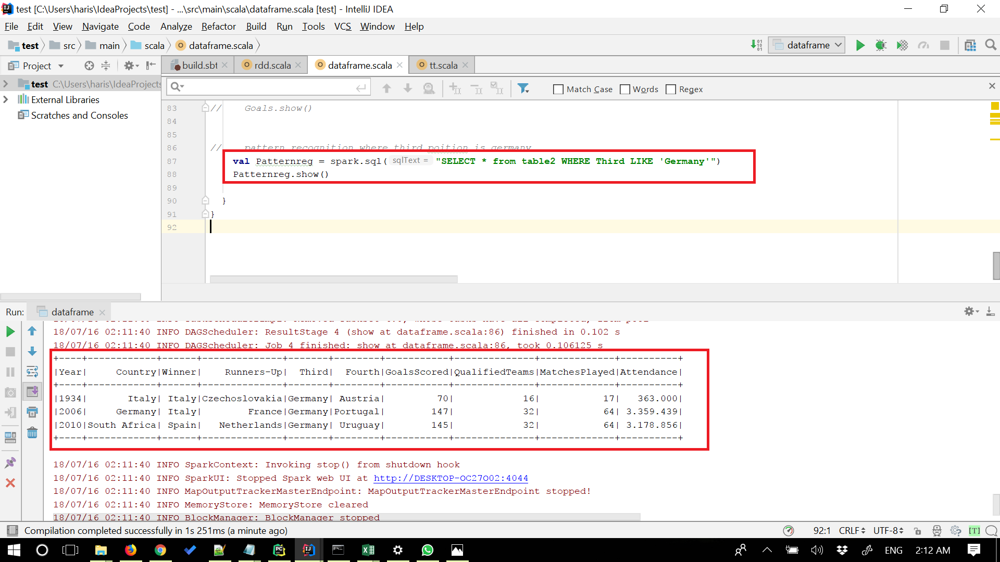 test [C:\Users\haris\IdeaProjects\test] - ...\src\main\scala\dataframe.scala [test] - IntelliJ IDEA
File Edit View Navigate Code Analyze Refactor Build Run Tools VCS Window Help
test src main scala dataframe.scala
dataframe
Project
build.sbt rdd.scala dataframe.scala tt.scala
test C:\Users\haris\IdeaProjects
External Libraries
Scratches and Consoles
Match Case Words Regex
83 // Goals.show()
84
85
86 // pattern recognition where third poition is germany
87 val Patternreg = spark.sql( sqlText = "SELECT * from table2 WHERE Third LIKE 'Germany'")
88 Patternreg.show()
89
90 }
91 }
92
Run: dataframe
18/07/16 02:11:40 INFO DAGScheduler: ResultStage 4 (show at dataframe.scala:86) finished in 0.102 s
18/07/16 02:11:40 INFO DAGScheduler: Job 4 finished: show at dataframe.scala:86, took 0.106125 s
+----+------------+------+--------------+-------+--------+-----------+--------------+-------------+----------+
|Year|     Country|Winner|    Runners-Up|  Third|  Fourth|GoalsScored|QualifiedTeams|MatchesPlayed|Attendance|
+----+------------+------+--------------+-------+--------+-----------+--------------+-------------+----------+
|1934|       Italy| Italy|Czechoslovakia|Germany| Austria|         70|            16|           17|   363.000|
|2006|     Germany| Italy|        France|Germany|Portugal|        147|            32|           64| 3.359.439|
|2010|South Africa| Spain|   Netherlands|Germany| Uruguay|        145|            32|           64| 3.178.856|
+----+------------+------+--------------+-------+--------+-----------+--------------+-------------+----------+
18/07/16 02:11:40 INFO SparkContext: Invoking stop() from shutdown hook
18/07/16 02:11:40 INFO SparkUI: Stopped Spark web UI at http://DESKTOP-OC27O02:4044
18/07/16 02:11:40 INFO MapOutputTrackerMasterEndpoint: MapOutputTrackerMasterEndpoint stopped!
18/07/16 02:11:40 INFO MemoryStore: MemoryStore cleared
18/07/16 02:11:40 INFO BlockManager: BlockManager stopped
Compilation completed successfully in 1s 251ms (a minute ago)
92:1 CRLF UTF-8 [T]
ENG 2:12 AM